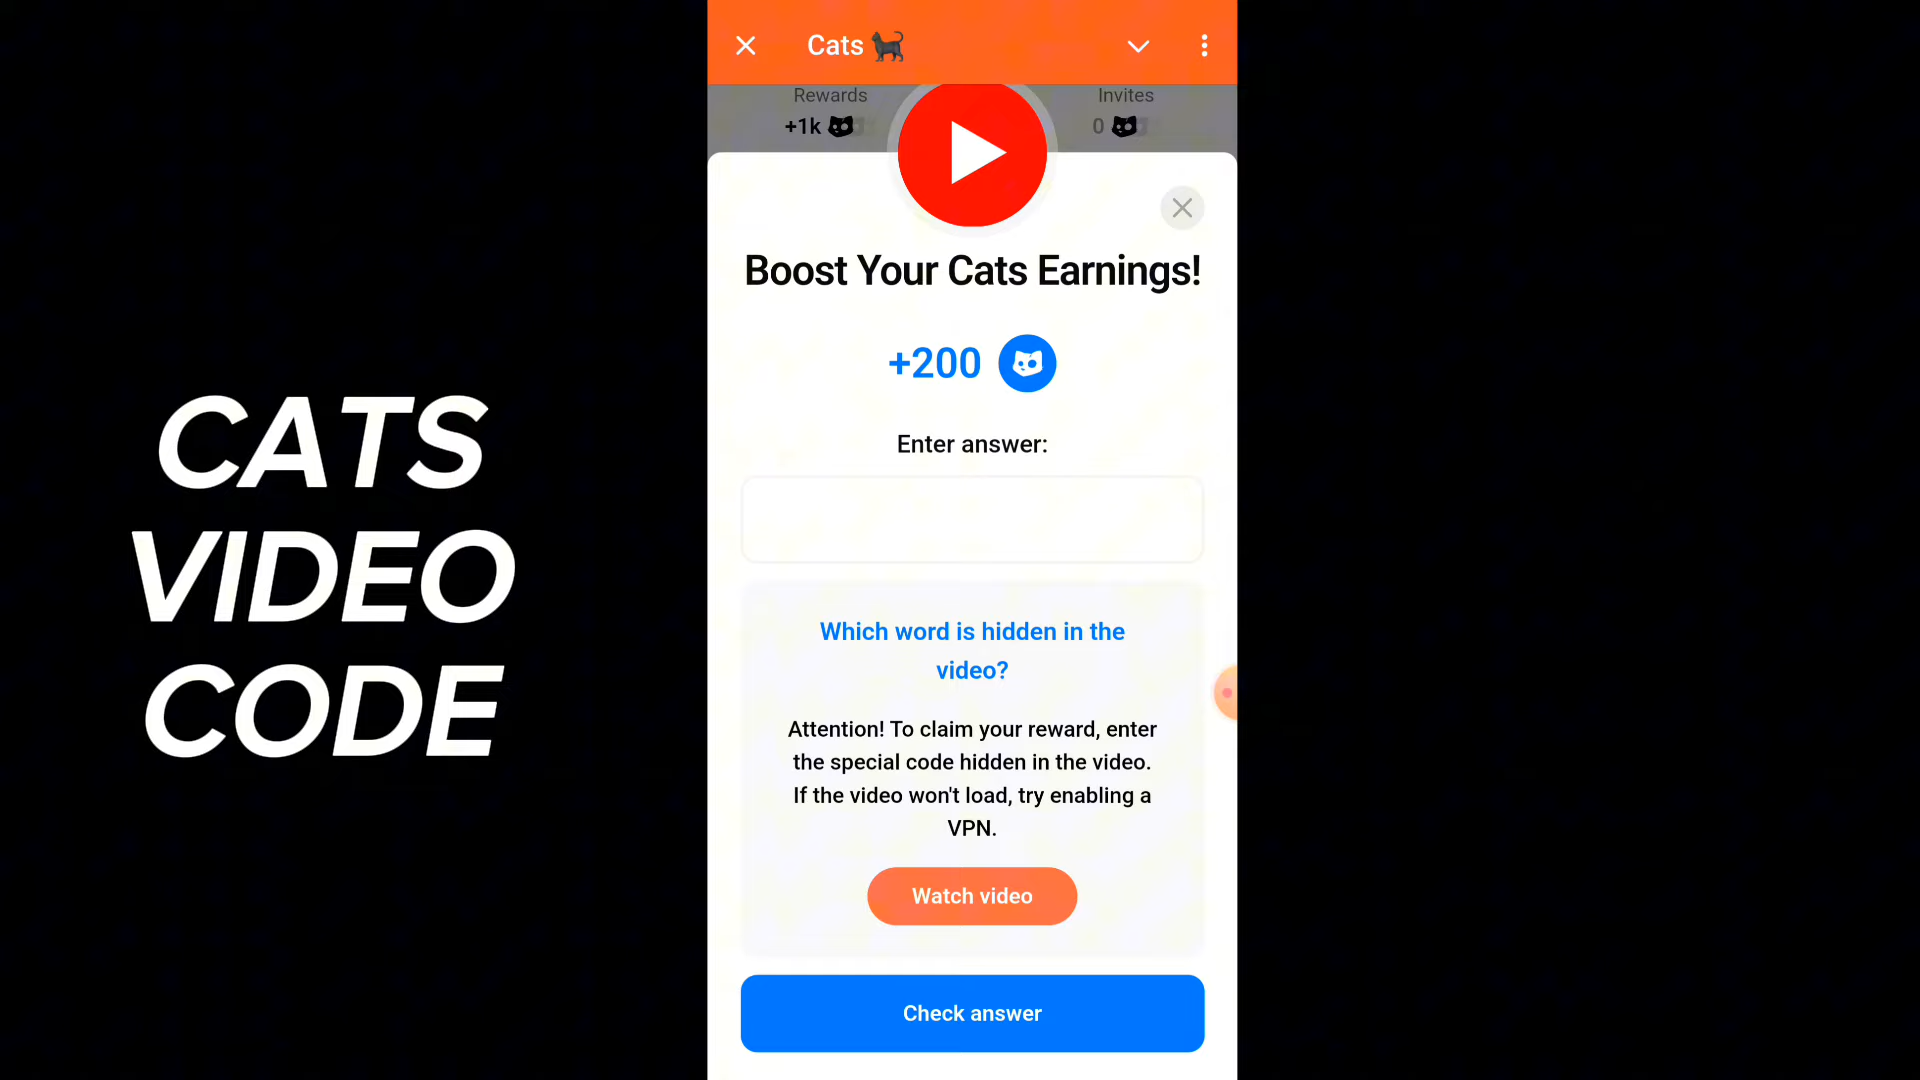 CATS
VIDEO
CODE
Cats
Rewards
Invites
+1k
0
Boost Your Cats Earnings!
+200
Enter answer:
Which word is hidden in the
video?
Attention! To claim your reward, enter
the special code hidden in the video.
If the video won't load, try enabling a
VPN.
Watch video
Check answer